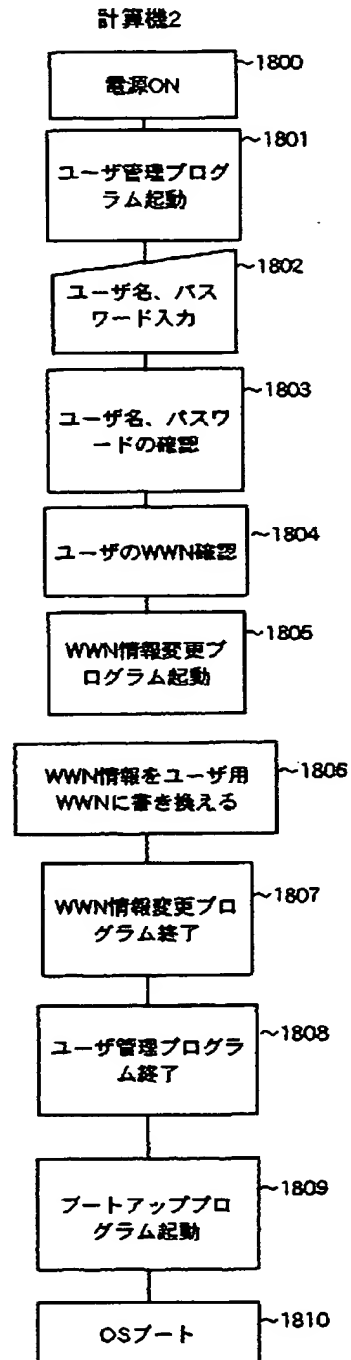 計算機2
電源ON
~1800
ユーザ管理プログ
ラム起動
~1801
ユーザ名、パス
ワード入力
~1802
ユーザ名、パスワ
ードの確認
~1803
ユーザのWWN確認
~1804
WWN情報変更プ
ログラム起動
~1805
WWN情報をユーザ用
WWNに書き換える
~1806
WWN情報変更プロ
グラム終了
~1807
ユーザ管理プログラ
ム終了
~1808
ブートアッププロ
グラム起動
~1809
OSブート
~1810